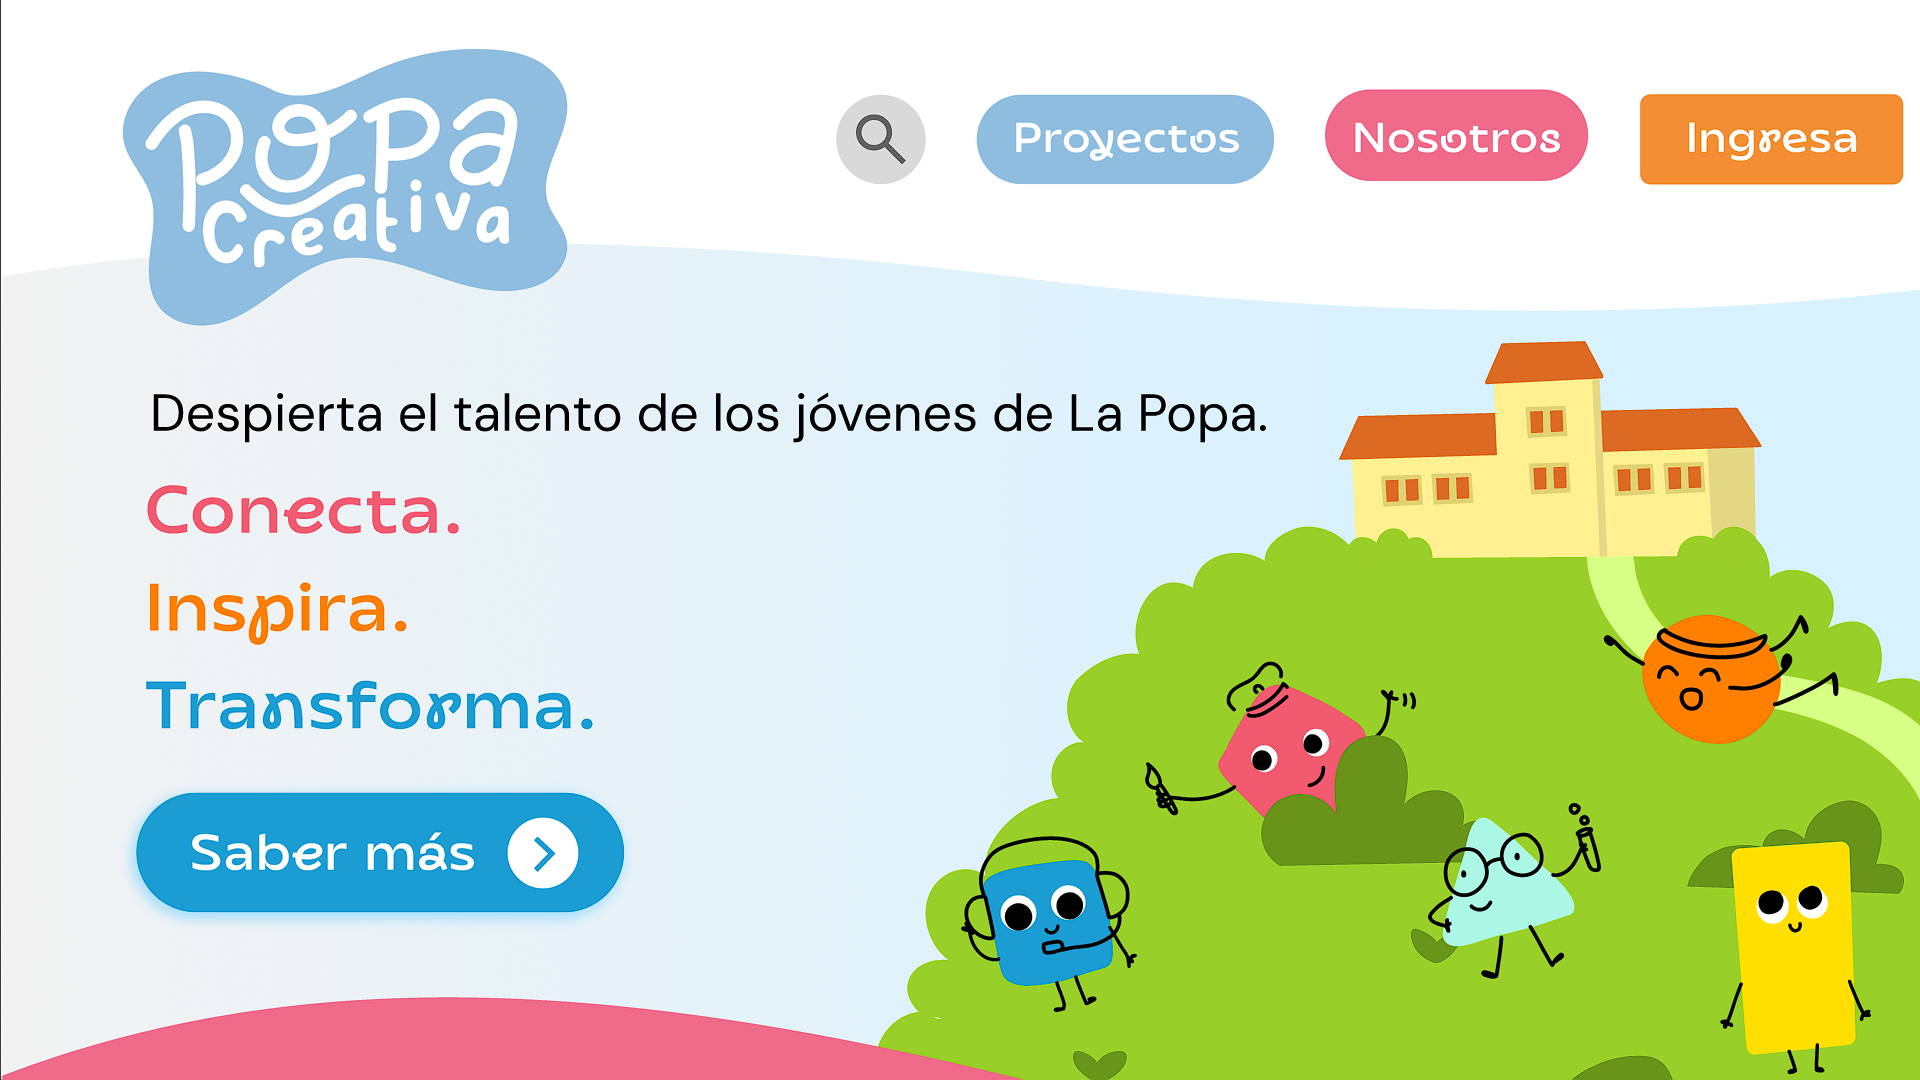 Popa
Creativa
Proyectos
Nosotros
Ingresa
Despierta el talento de los jóvenes de La Popa.
Conecta.
Inspira.
Transforma.
Saber más